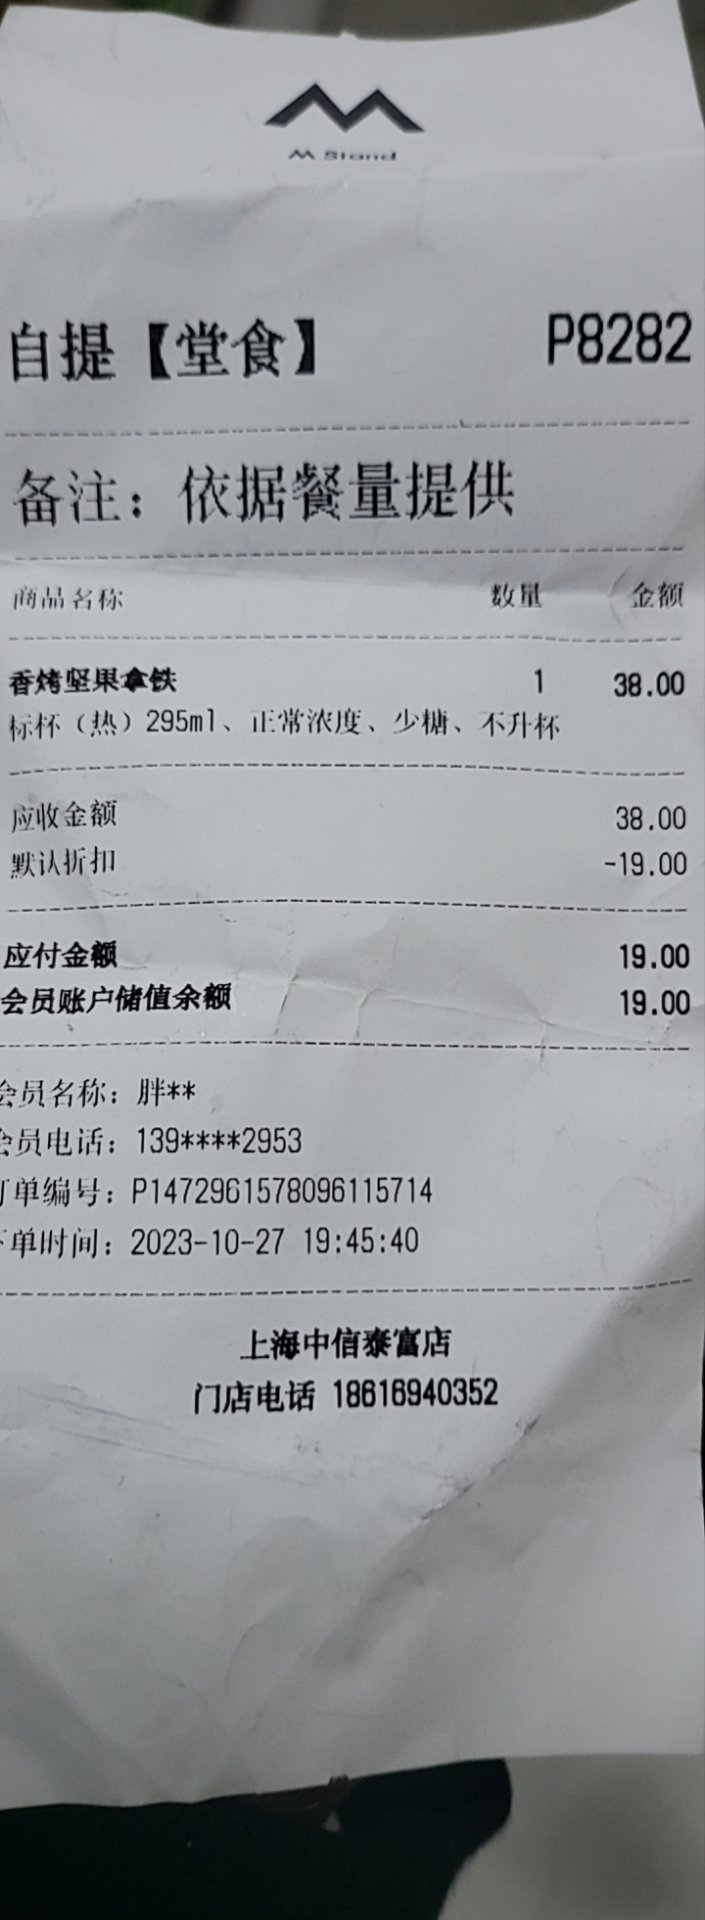 M Stand
自提【堂食】 P8282
备注：依据餐量提供
商品名称 数量 金额
香烤坚果拿铁 1 38.00
标杯（热）295ml、正常浓度、少糖、不升杯
应收金额 38.00
默认折扣 -19.00
应付金额 19.00
会员账户储值余额 19.00
会员名称：胖**
会员电话：139****2953
订单编号：P1472961578096115714
下单时间：2023-10-27 19:45:40
上海中信泰富店
门店电话 18616940352